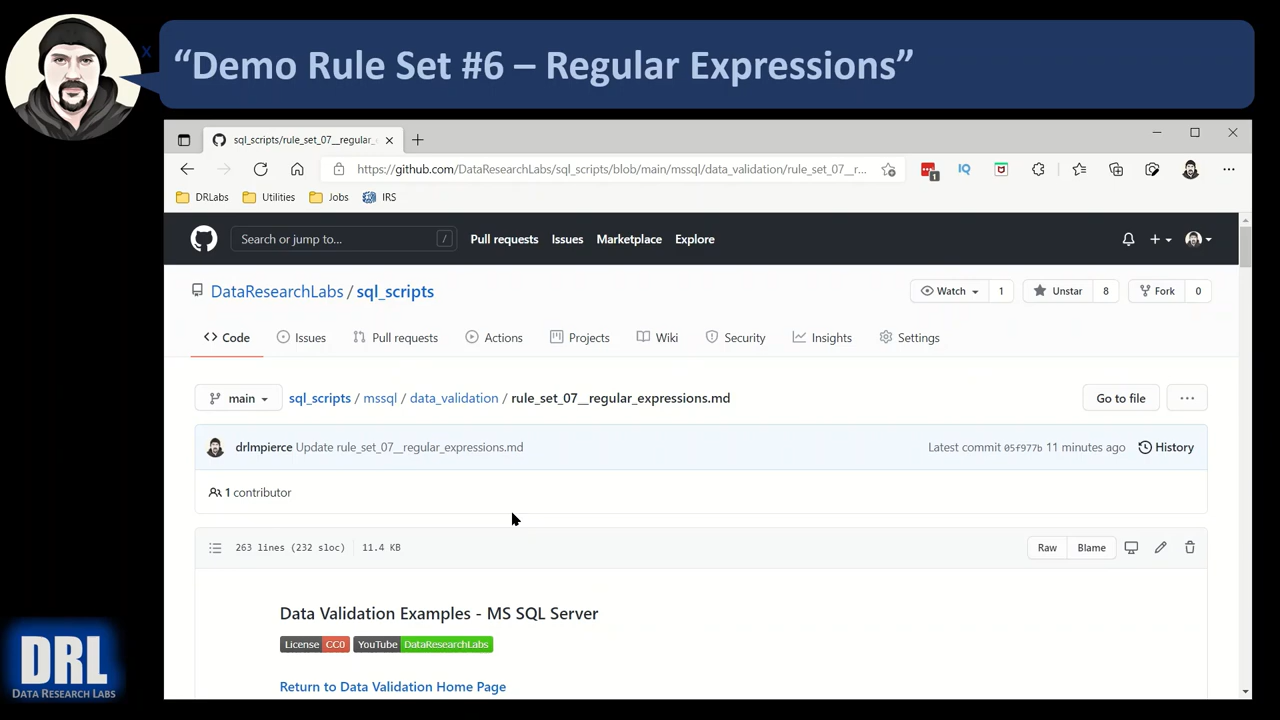 x
“Demo Rule Set #6 – Regular Expressions”
sql_scripts/rule_set_07__regular_
https://github.com/DataResearchLabs/sql_scripts/blob/main/mssql/data_validation/rule_set_07__r...
1
IQ
DRLabs Utilities Jobs IRS
Search or jump to... / Pull requests Issues Marketplace Explore
DataResearchLabs / sql_scripts Watch 1 Unstar 8 Fork 0
Code Issues Pull requests Actions Projects Wiki Security Insights Settings
main sql_scripts / mssql / data_validation / rule_set_07__regular_expressions.md Go to file ...
drlmpierce Update rule_set_07__regular_expressions.md Latest commit 05f977b 11 minutes ago History
1 contributor
263 lines (232 sloc) 11.4 KB Raw Blame
Data Validation Examples - MS SQL Server
License CC0 YouTube DataResearchLabs
Return to Data Validation Home Page
DRL
DATA RESEARCH LABS